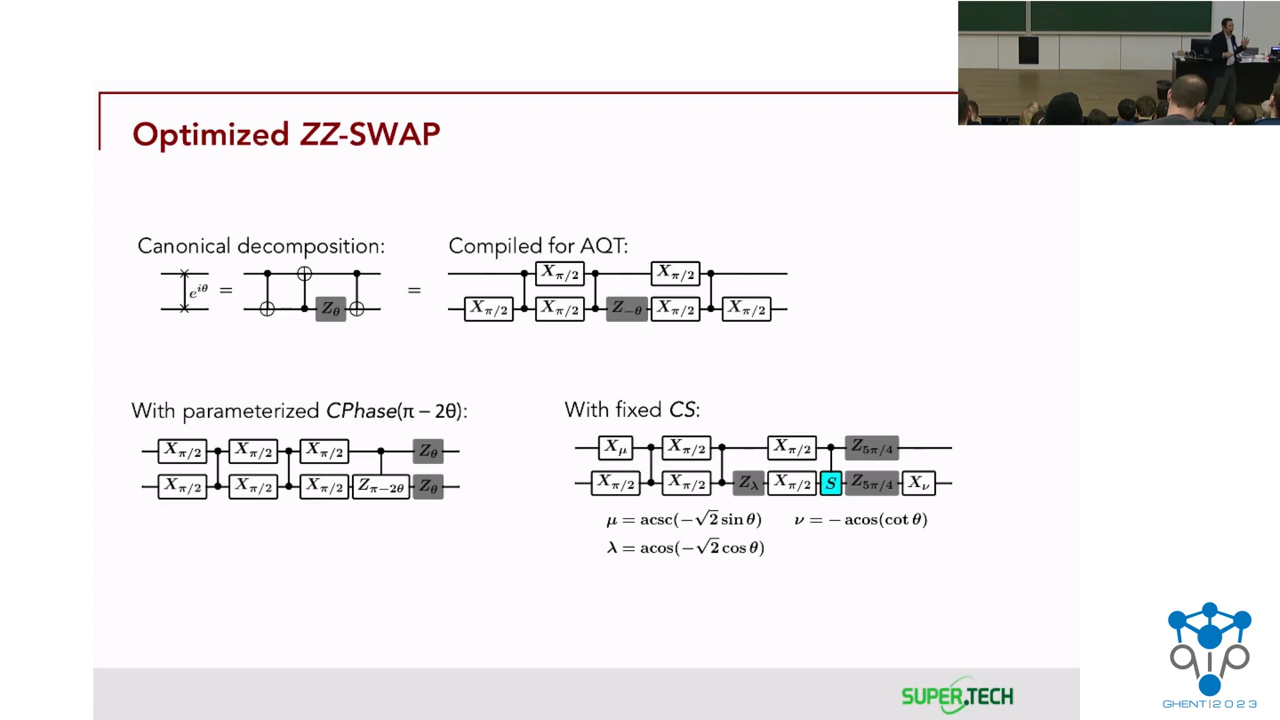 Optimized ZZ-SWAP
Canonical decomposition:
Compiled for AQT:
e^{iθ} = Z_θ = X_{π/2} X_{π/2}
X_{π/2} X_{π/2} Z_{−θ} X_{π/2} X_{π/2}
With parameterized CPhase(π – 2θ):
X_{π/2} X_{π/2} X_{π/2} Z_θ
X_{π/2} X_{π/2} X_{π/2} Z_{π−2θ} Z_θ
With fixed CS:
X_μ X_{π/2} X_{π/2} Z_{5π/4}
X_{π/2} X_{π/2} Z_λ X_{π/2} S Z_{5π/4} X_ν
μ = acsc(−√2 sin θ) ν = − acos(cot θ)
λ = acos(−√2 cos θ)
SUPER.TECH
qip
GHENT|2023